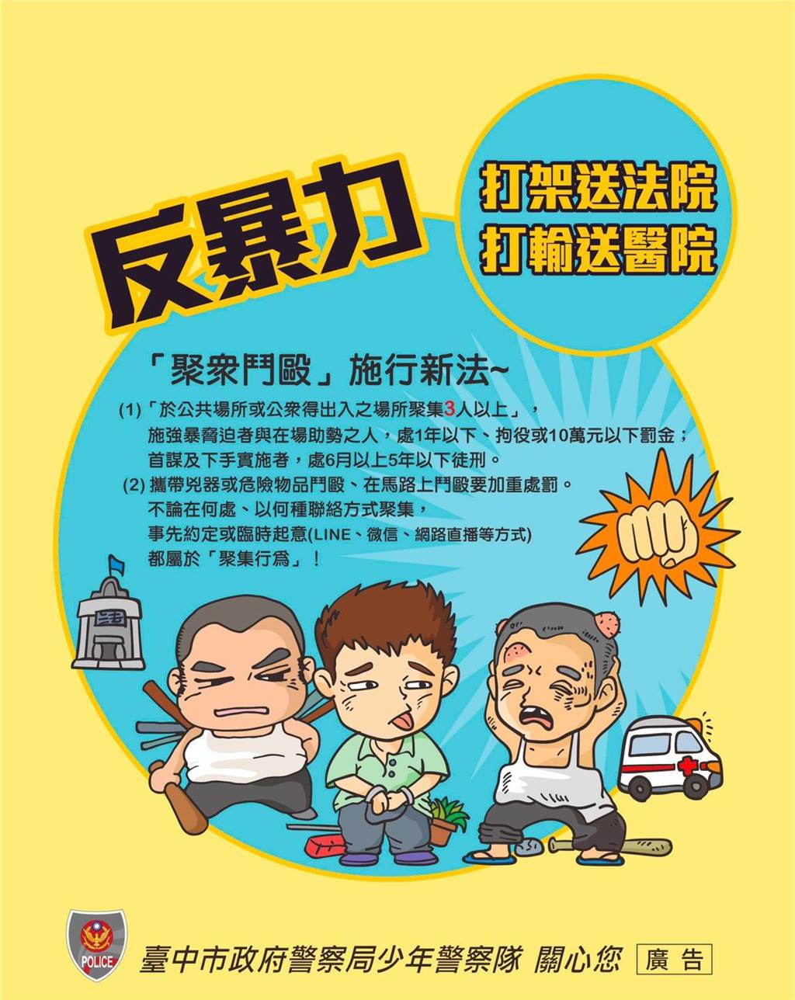 反暴力
打架送法院
打輸送醫院
「聚衆鬥毆」施行新法~
(1)「於公共場所或公衆得出入之場所聚集3人以上」，
施強暴脅迫者與在場助勢之人，處1年以下、拘役或10萬元以下罰金；
首謀及下手實施者，處6月以上5年以下徒刑。
(2) 攜帶兇器或危險物品鬥毆、在馬路上鬥毆要加重處罰。
不論在何處、以何種聯絡方式聚集，
事先約定或臨時起意(LINE、微信、網路直播等方式)
都屬於「聚集行爲」！
法
POLICE
臺中市政府警察局少年警察隊 關心您 廣告